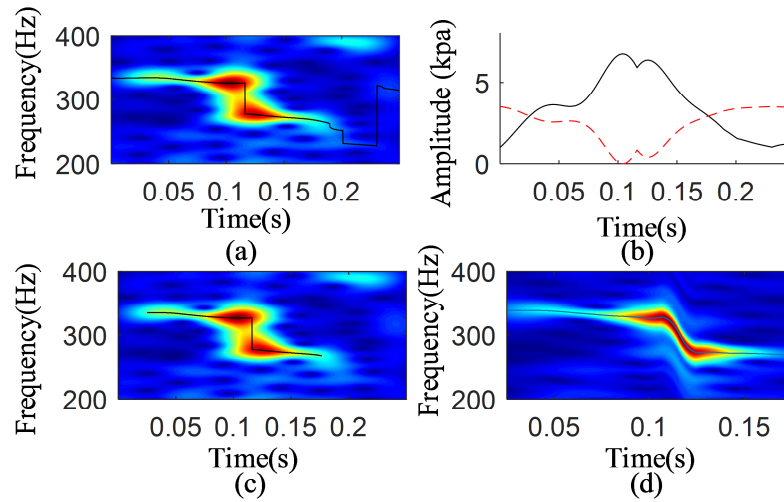 400
300
200
Frequency(Hz)
0.05 0.1 0.15 0.2
Time(s)
(a)
5
0
Amplitude (kpa)
0.05 0.1 0.15 0.2
Time(s)
(b)
400
300
200
Frequency(Hz)
0.05 0.1 0.15 0.2
Time(s)
(c)
400
300
200
Frequency(Hz)
0.05 0.1 0.15
Time(s)
(d)